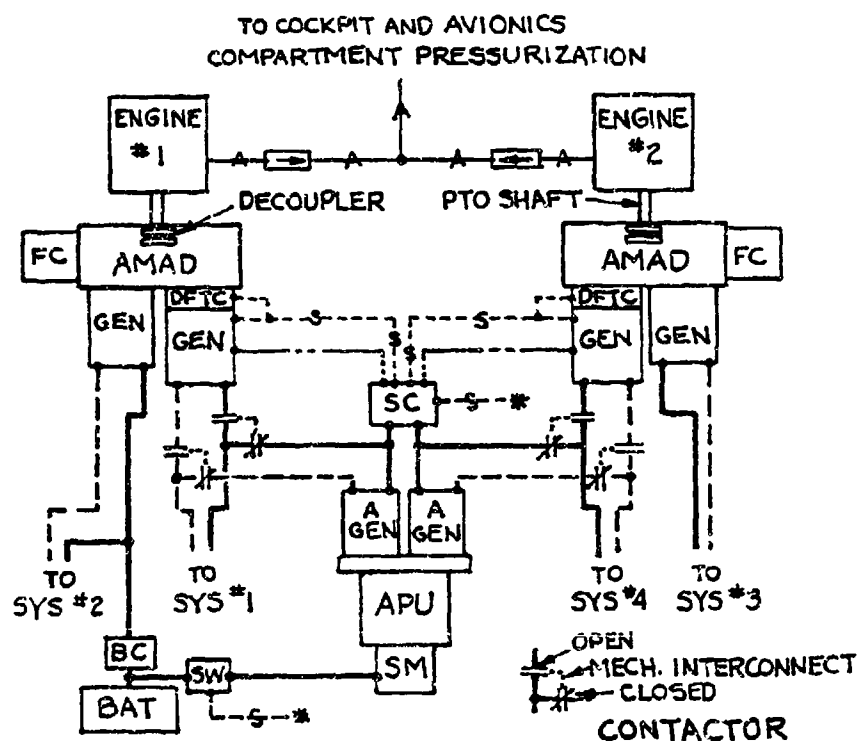 TO COCKPIT AND AVIONICS
COMPARTMENT PRESSURIZATION
A
ENGINE
#1
A
A
A
A
ENGINE
#2
DECOUPLER
PTO SHAFT
FC
AMAD
AMAD
FC
GEN
DFTC
GEN
S
S
S
S
DFTC
GEN
GEN
SC
S
*
A
GEN
A
GEN
TO
SYS #2
TO
SYS #1
APU
TO
SYS #4
TO
SYS #3
BC
SW
SM
BAT
S
*
OPEN
MECH. INTERCONNECT
CLOSED
CONTACTOR